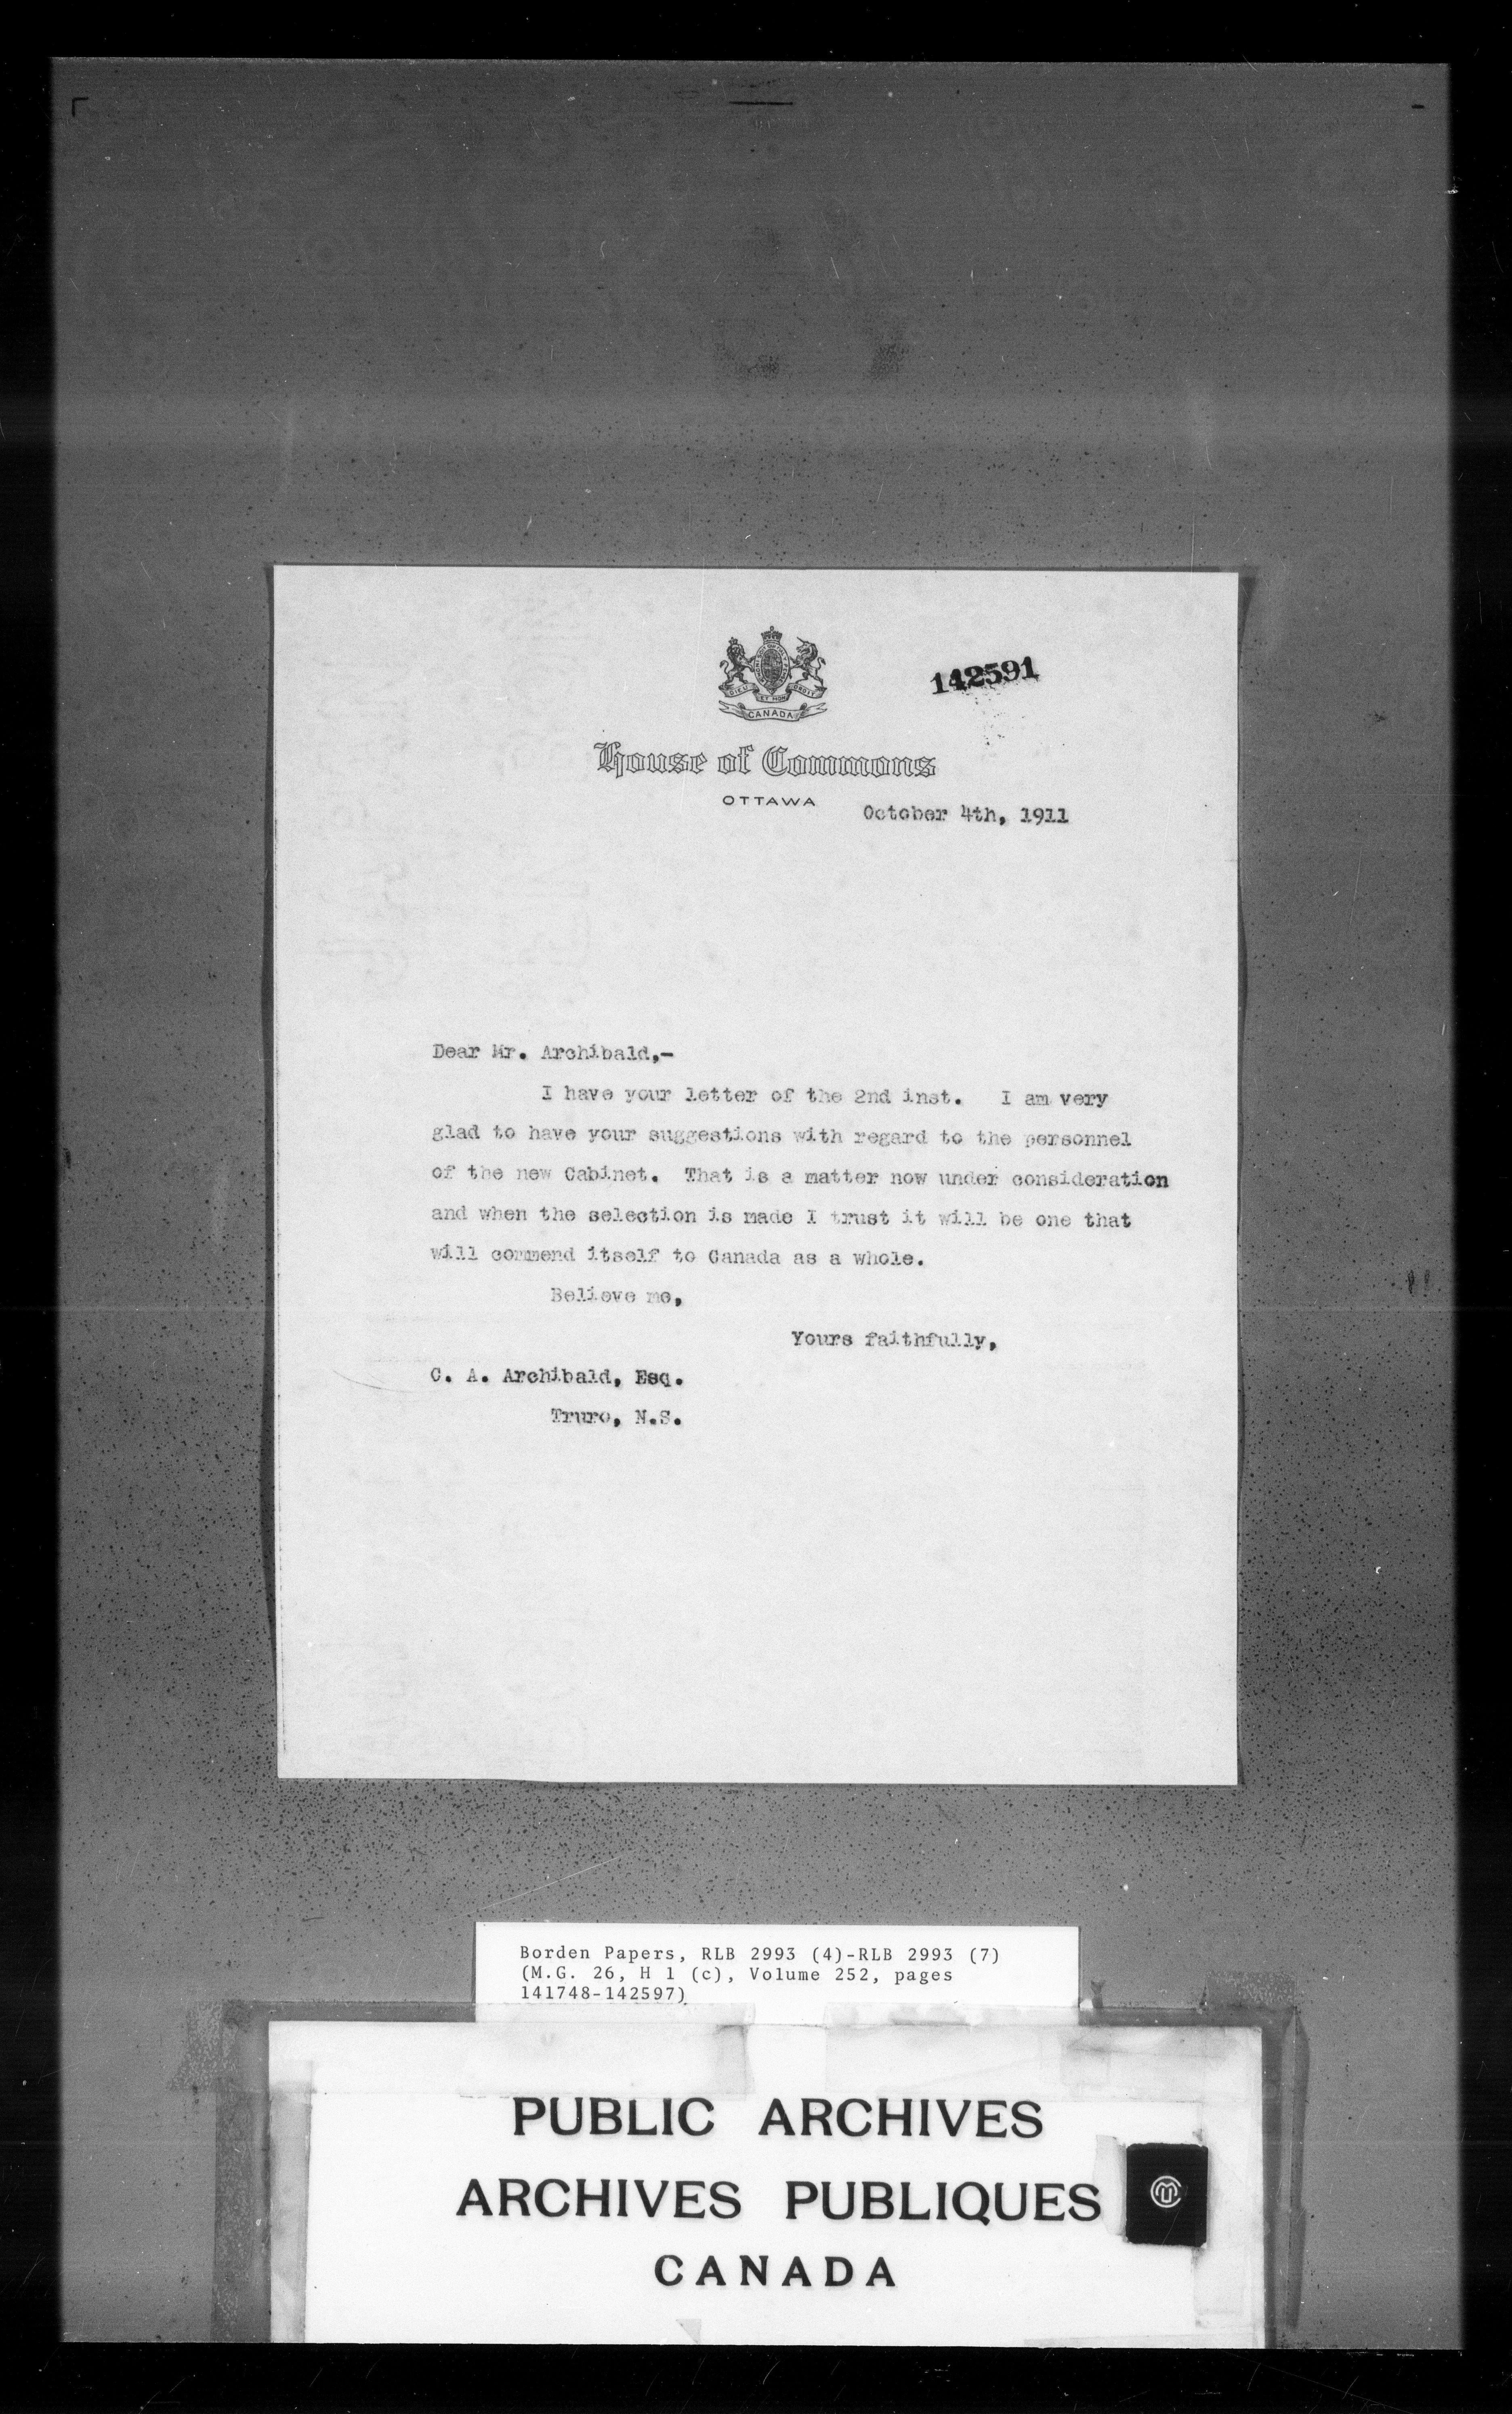 DIEU ET MON DROIT
CANADA
142591
House of Commons
OTTAWA
October 4th, 1911
Dear Mr. Archibald,-
I have your letter of the 2nd inst. I am very
glad to have your suggestions with regard to the personnel
of the new Cabinet. That is a matter now under consideration
and when the selection is made I trust it will be one that
will commend itself to Canada as a whole.
Believe me,
Yours faithfully,
C. A. Archibald, Esq.
Truro, N.S.
Borden Papers, RLB 2993 (4)-RLB 2993 (7)
(M.G. 26, H 1 (c), Volume 252, pages
141748-142597)
PUBLIC ARCHIVES
ARCHIVES PUBLIQUES
CANADA